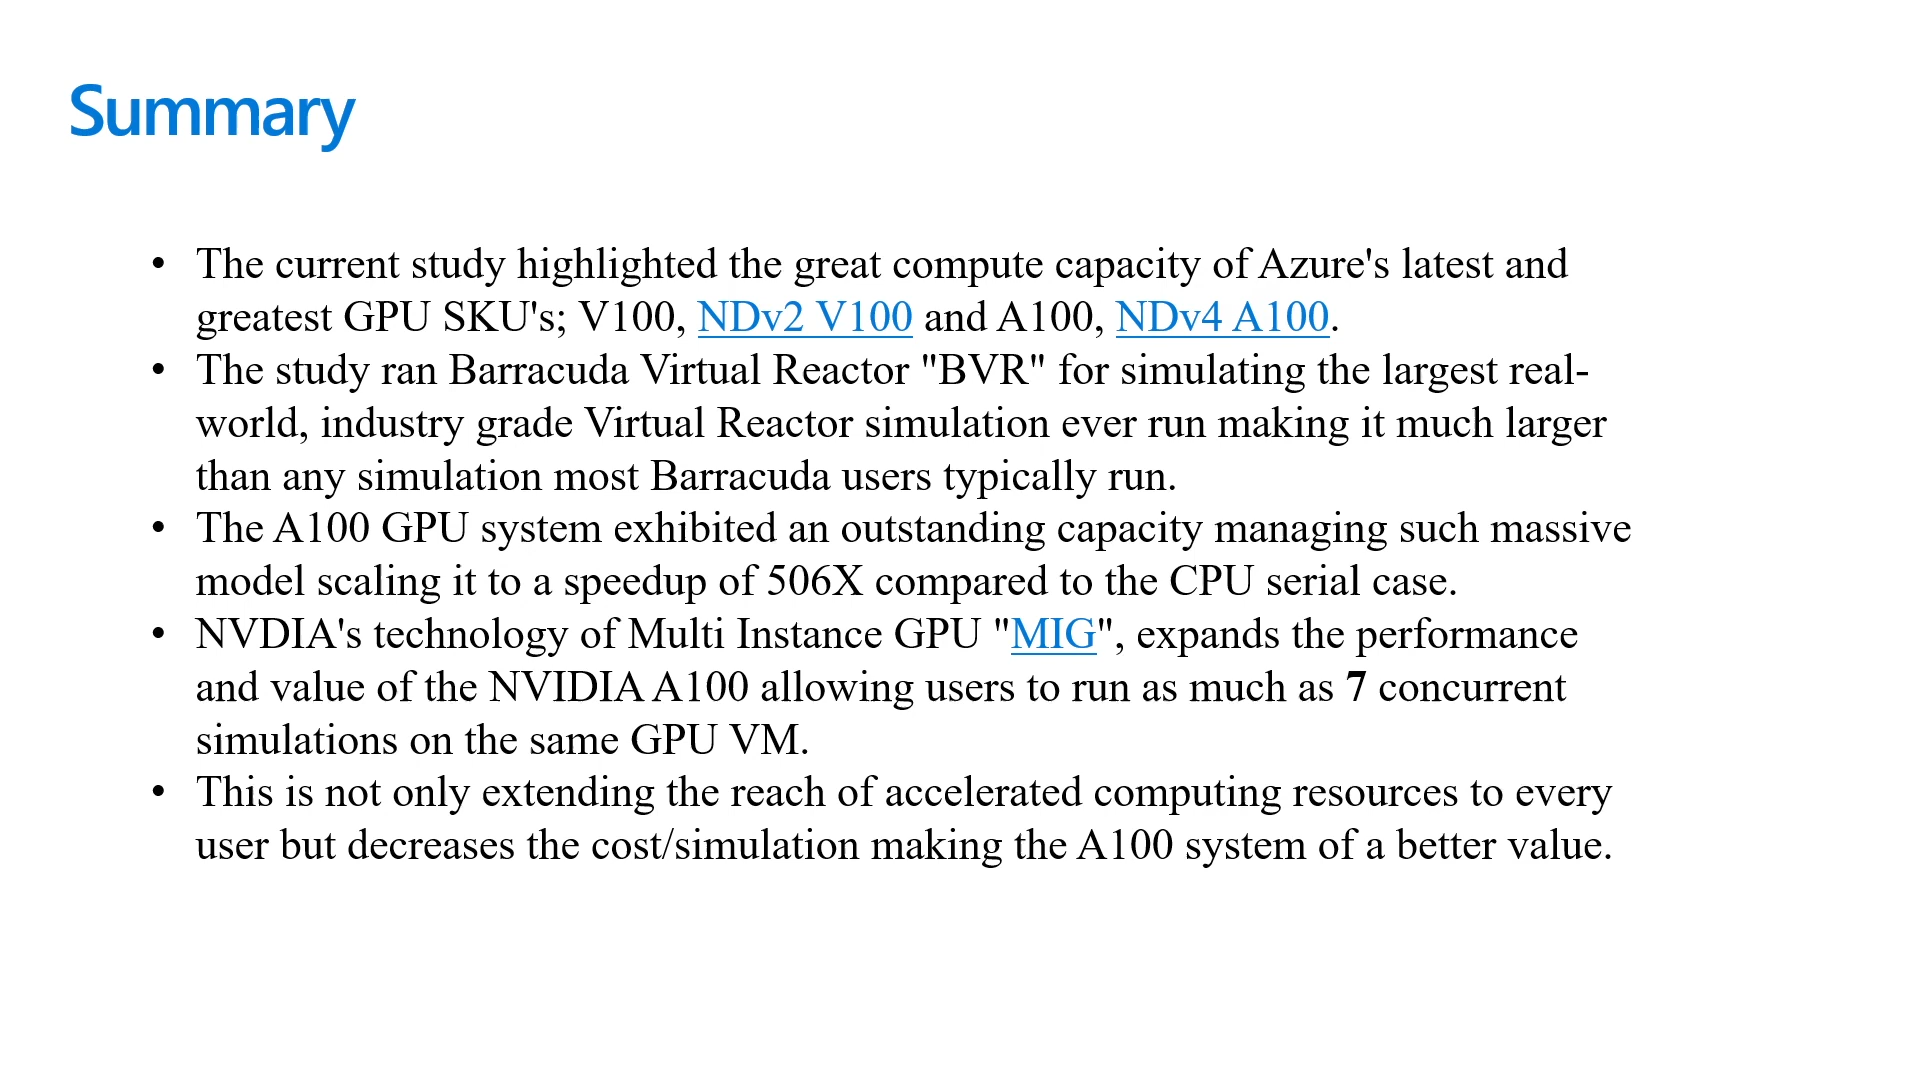 Summary
• The current study highlighted the great compute capacity of Azure's latest and
greatest GPU SKU's; V100, NDv2 V100 and A100, NDv4 A100.
• The study ran Barracuda Virtual Reactor "BVR" for simulating the largest real-
world, industry grade Virtual Reactor simulation ever run making it much larger
than any simulation most Barracuda users typically run.
• The A100 GPU system exhibited an outstanding capacity managing such massive
model scaling it to a speedup of 506X compared to the CPU serial case.
• NVDIA's technology of Multi Instance GPU "MIG", expands the performance
and value of the NVIDIA A100 allowing users to run as much as 7 concurrent
simulations on the same GPU VM.
• This is not only extending the reach of accelerated computing resources to every
user but decreases the cost/simulation making the A100 system of a better value.